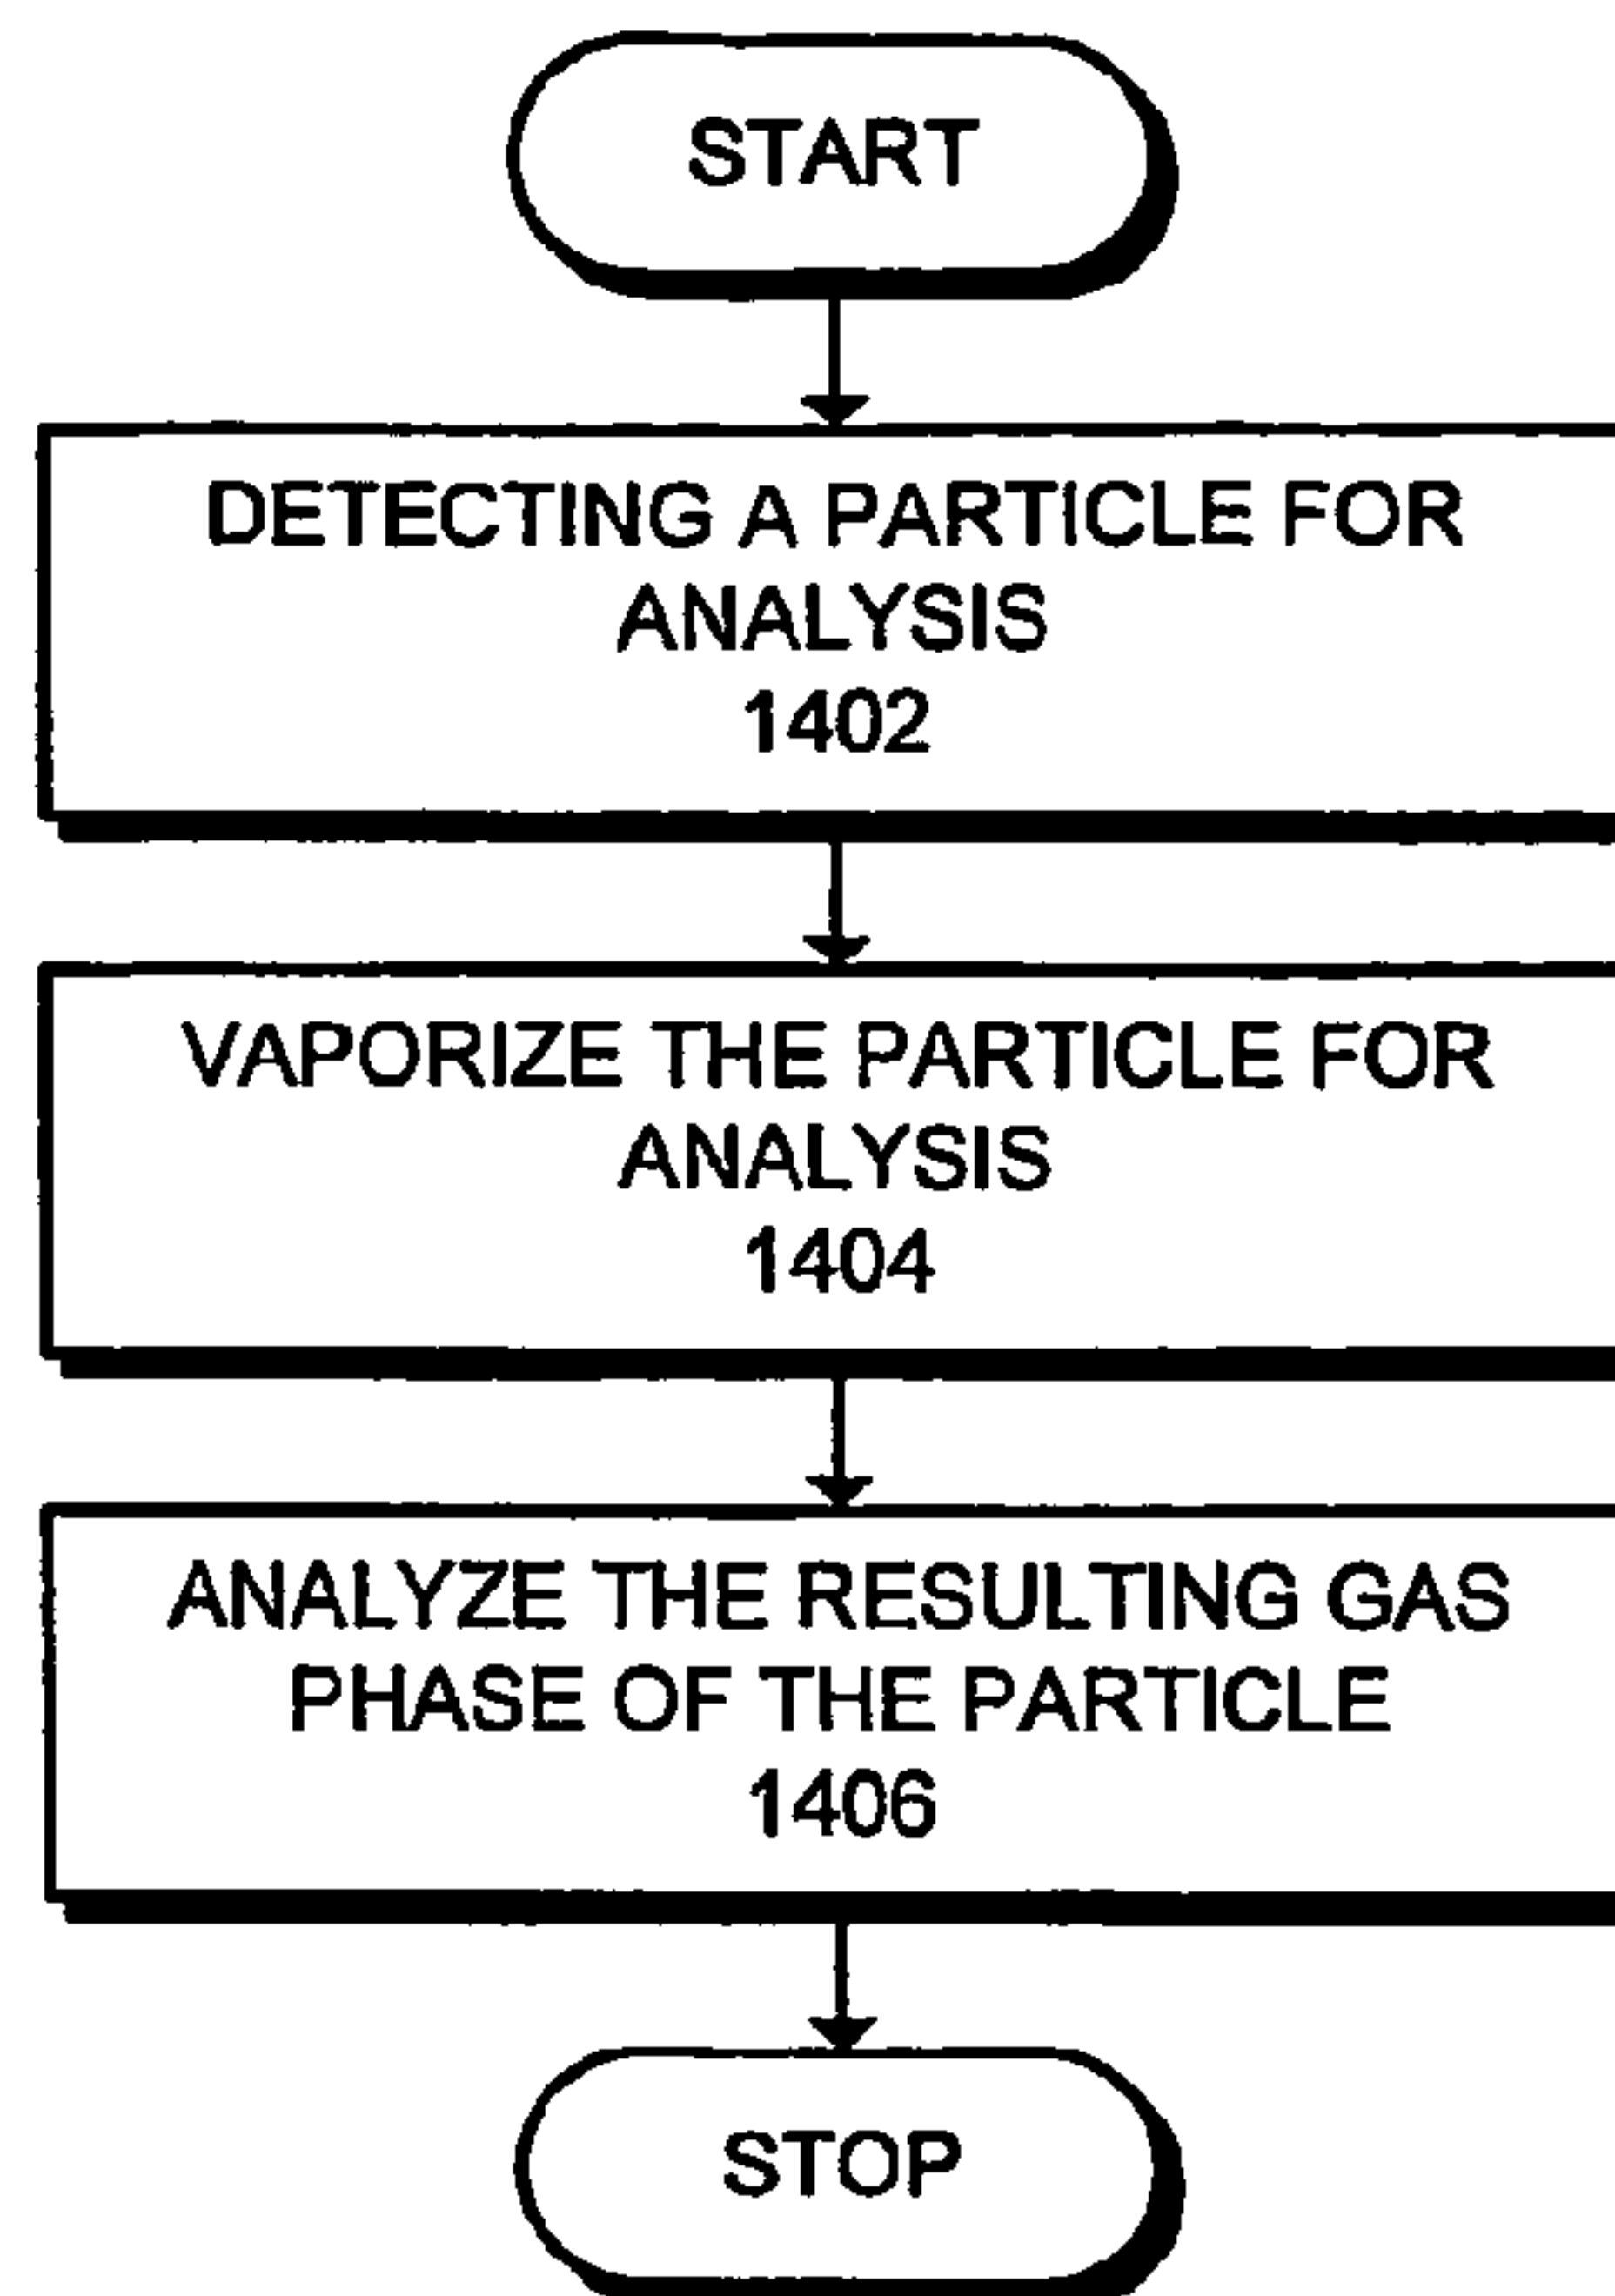 START
DETECTING A PARTICLE FOR
ANALYSIS
1402
VAPORIZE THE PARTICLE FOR
ANALYSIS
1404
ANALYZE THE RESULTING GAS
PHASE OF THE PARTICLE
1406
STOP